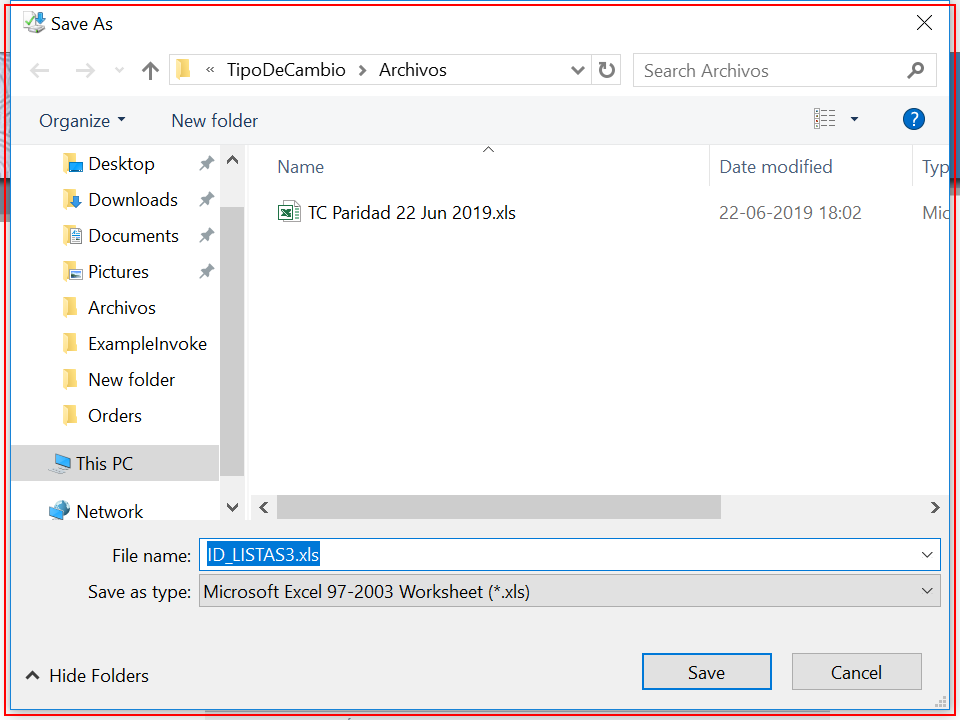 Save As
« TipoDeCambio > Archivos
Search Archivos
Organize
New folder
?
Desktop
Downloads
Documents
Pictures
Archivos
ExampleInvoke
New folder
Orders
This PC
Network
Name
Date modified
Typ
TC Paridad 22 Jun 2019.xls
22-06-2019 18:02
Mic
File name: ID_LISTAS3.xls
Save as type: Microsoft Excel 97-2003 Worksheet (*.xls)
Hide Folders
Save
Cancel